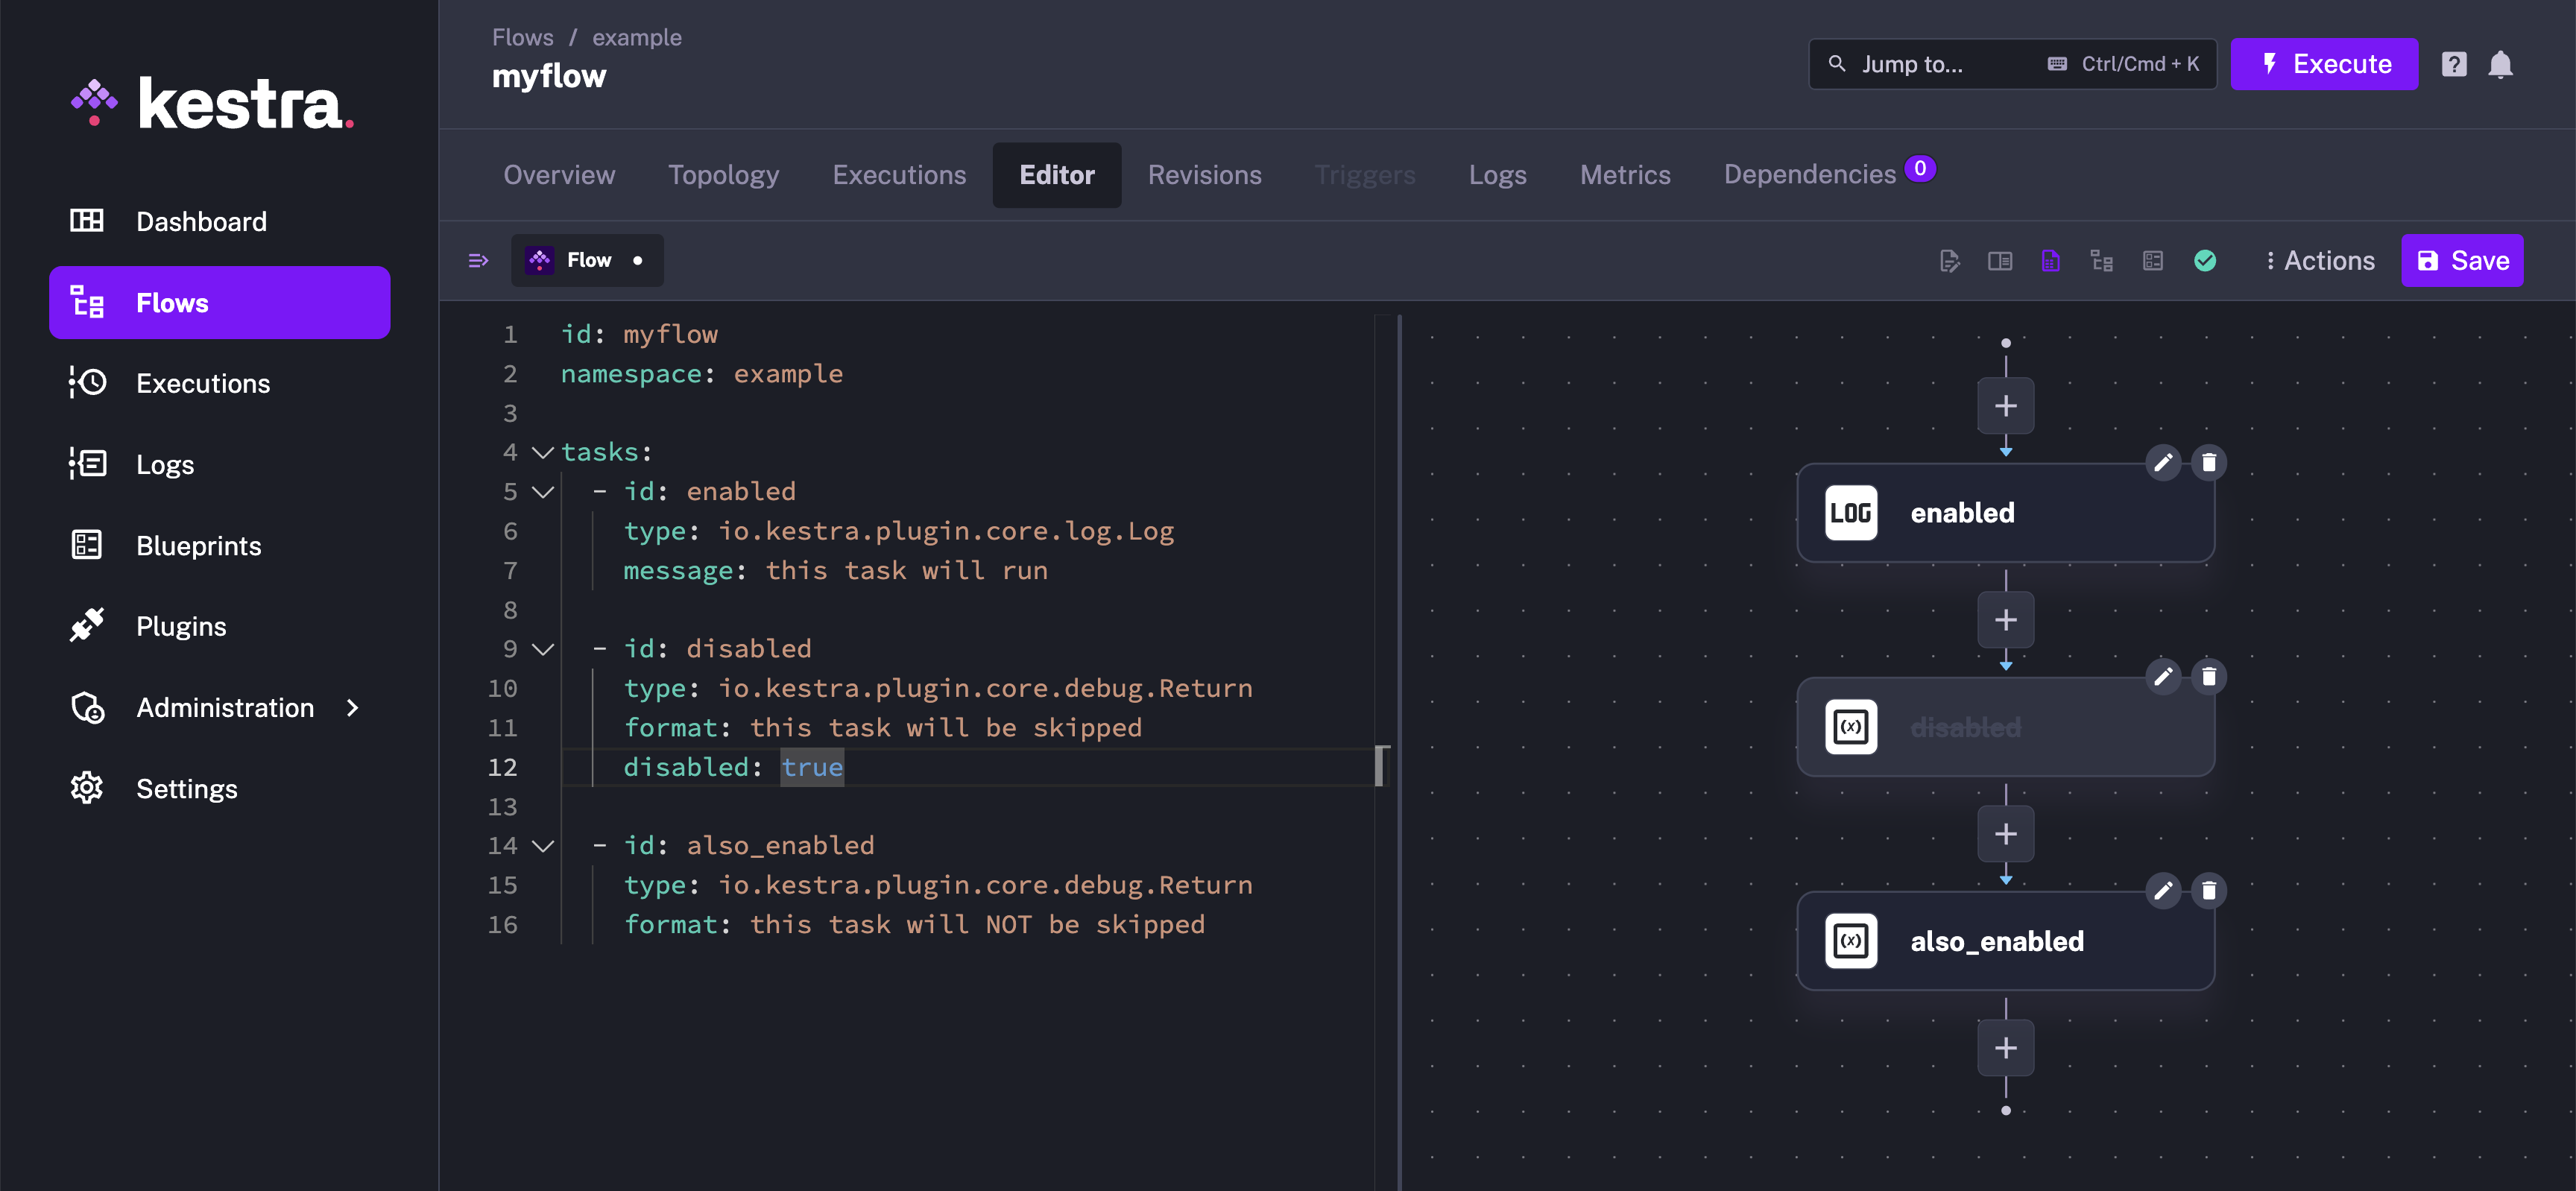 kestra.
Dashboard
Flows
Executions
Logs
Blueprints
Plugins
Administration
Settings
Flows / example
myflow
Jump to... Ctrl/Cmd + K
Execute
?
Overview Topology Executions Editor Revisions Triggers Logs Metrics Dependencies 0
Flow
Actions
Save
1 id: myflow
2 namespace: example
3
4 tasks:
5 - id: enabled
6 type: io.kestra.plugin.core.log.Log
7 message: this task will run
8
9 - id: disabled
10 type: io.kestra.plugin.core.debug.Return
11 format: this task will be skipped
12 disabled: true
13
14 - id: also_enabled
15 type: io.kestra.plugin.core.debug.Return
16 format: this task will NOT be skipped
LOG enabled
(x) disabled
(x) also_enabled